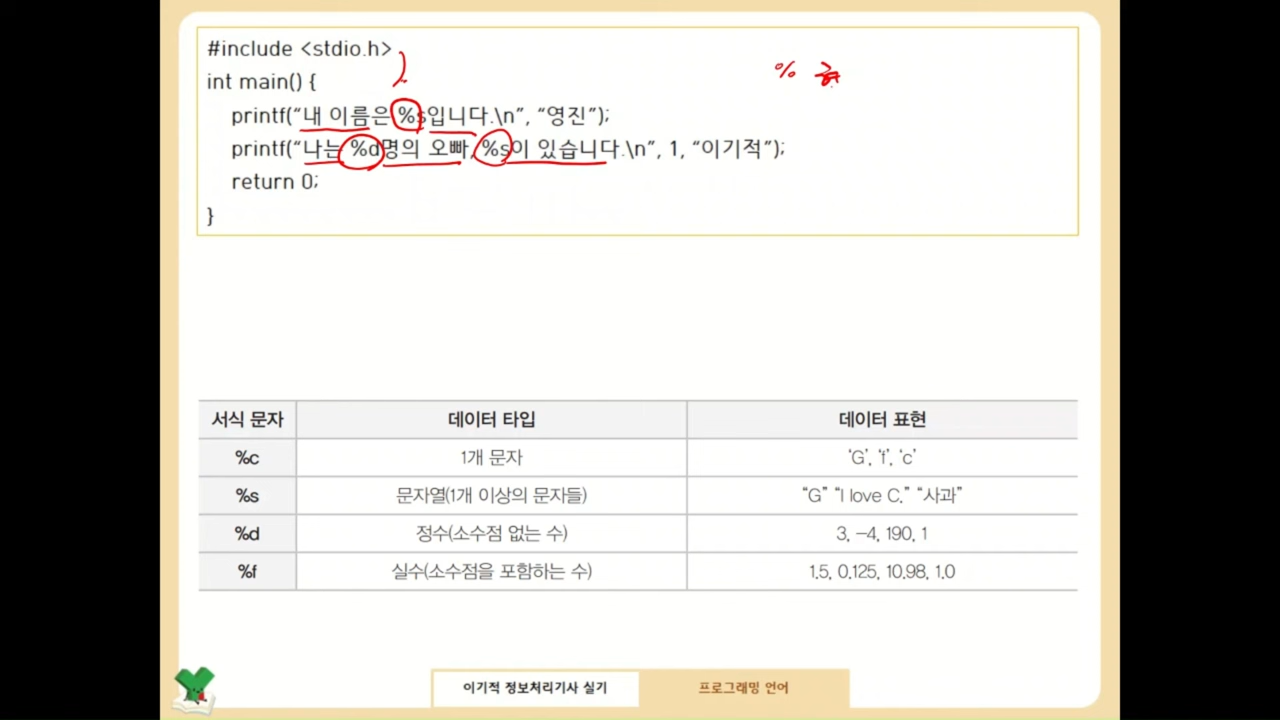 #include <stdio.h>
int main() {
printf(“내 이름은 %s입니다.\n”, “영진”);
printf(“나는 %d명의 오빠, %s이 있습니다.\n”, 1, “이기적”);
return 0;
}
%
서식 문자 데이터 타입 데이터 표현
%c 1개 문자 ‘G’, ‘f’, ‘c’
%s 문자열(1개 이상의 문자들) “G” “I love C.” “사과”
%d 정수(소수점 없는 수) 3, −4, 190, 1
%f 실수(소수점을 포함하는 수) 1.5, 0.125, 10.98, 1.0
이기적 정보처리기사 실기 프로그래밍 언어